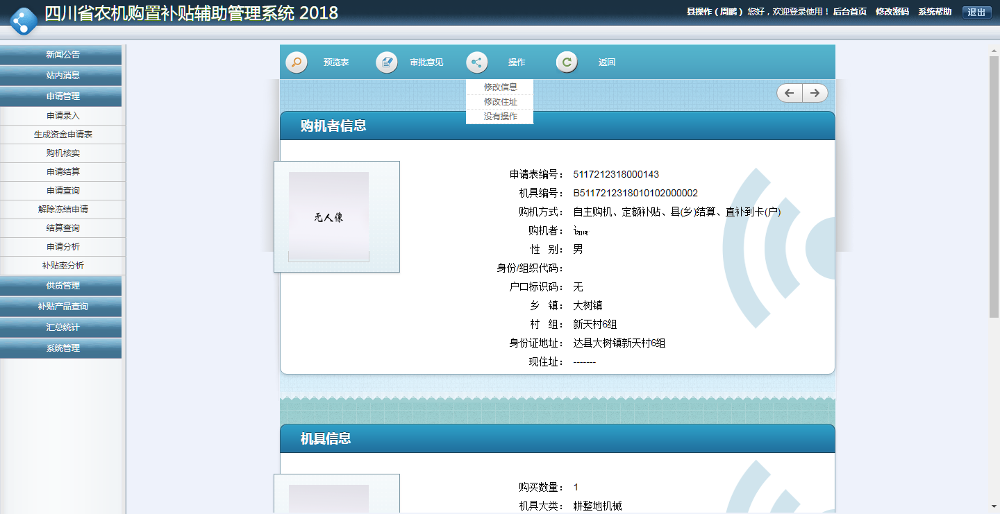 四川省农机购置补贴辅助管理系统 2018
县操作（周鹏）您好，欢迎登录使用！ 后台首页 修改密码 系统帮助 退出
新闻公告
站内消息
申请管理
申请录入
生成资金申请表
购机核实
申请结算
申请查询
解除冻结申请
结算查询
申请分析
补贴率分析
供货管理
补贴产品查询
汇总统计
系统管理
预览表 审批意见 操作 返回
修改信息
修改住址
没有操作
购机者信息
无人像
申请表编号： 5117212318000143
机具编号： B5117212318010102000002
购机方式： 自主购机、定额补贴、县(乡)结算、直补到卡(户)
购机者：
性 别： 男
身份/组织代码：
户口标识码： 无
乡 镇： 大树镇
村 组： 新天村6组
身份证地址： 达县大树镇新天村6组
现住址： -------
机具信息
购买数量： 1
机具大类： 耕整地机械